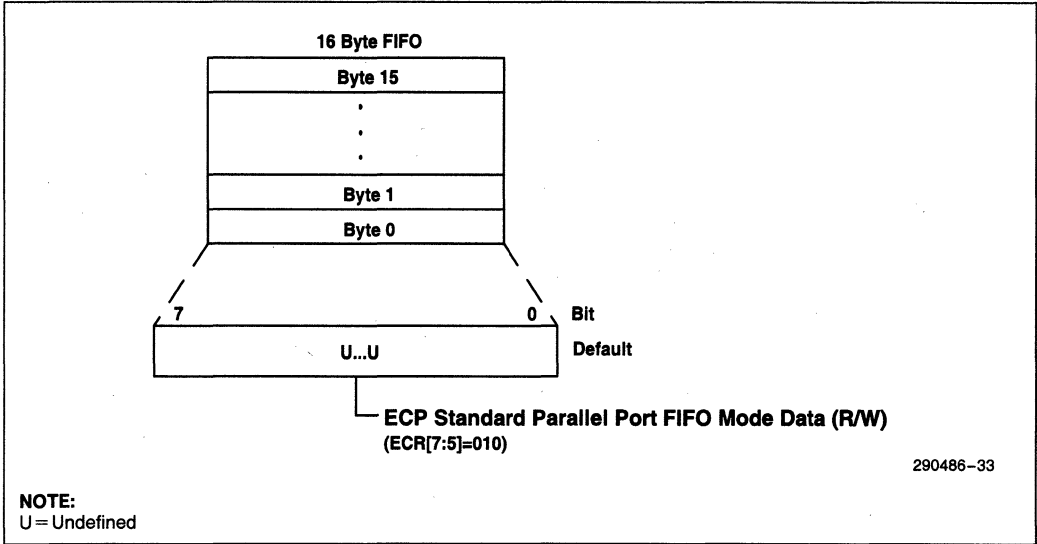 16 Byte FIFO
Byte 15
Byte 1
Byte 0
7 0 Bit
U...U Default
ECP Standard Parallel Port FIFO Mode Data (R/W)
(ECR[7:5]=010)
290486–33
NOTE:
U = Undefined